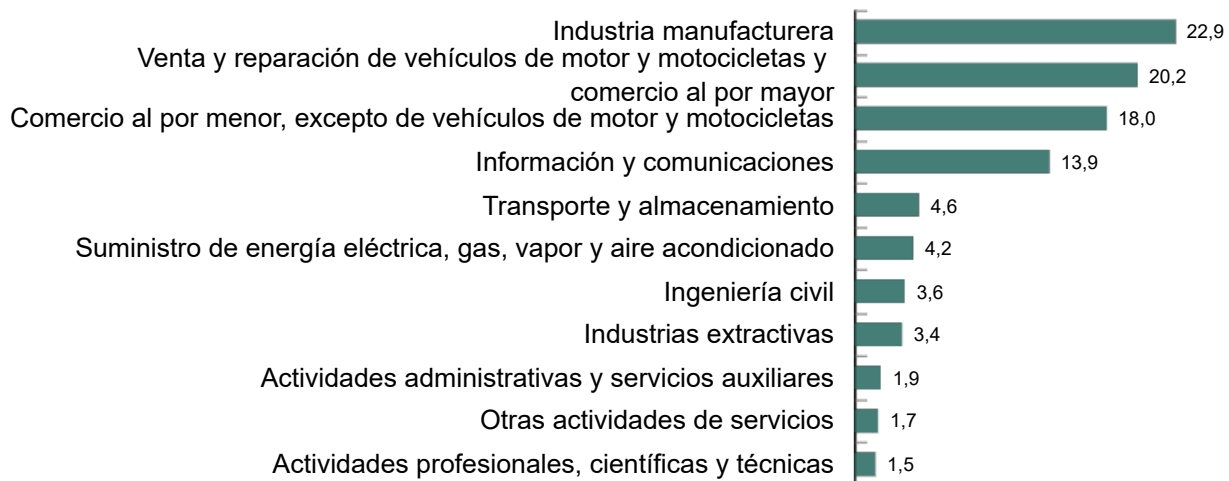 Industria manufacturera 22,9
Venta y reparación de vehículos de motor y motocicletas y
comercio al por mayor 20,2
Comercio al por menor, excepto de vehículos de motor y motocicletas 18,0
Información y comunicaciones 13,9
Transporte y almacenamiento 4,6
Suministro de energía eléctrica, gas, vapor y aire acondicionado 4,2
Ingeniería civil 3,6
Industrias extractivas 3,4
Actividades administrativas y servicios auxiliares 1,9
Otras actividades de servicios 1,7
Actividades profesionales, científicas y técnicas 1,5